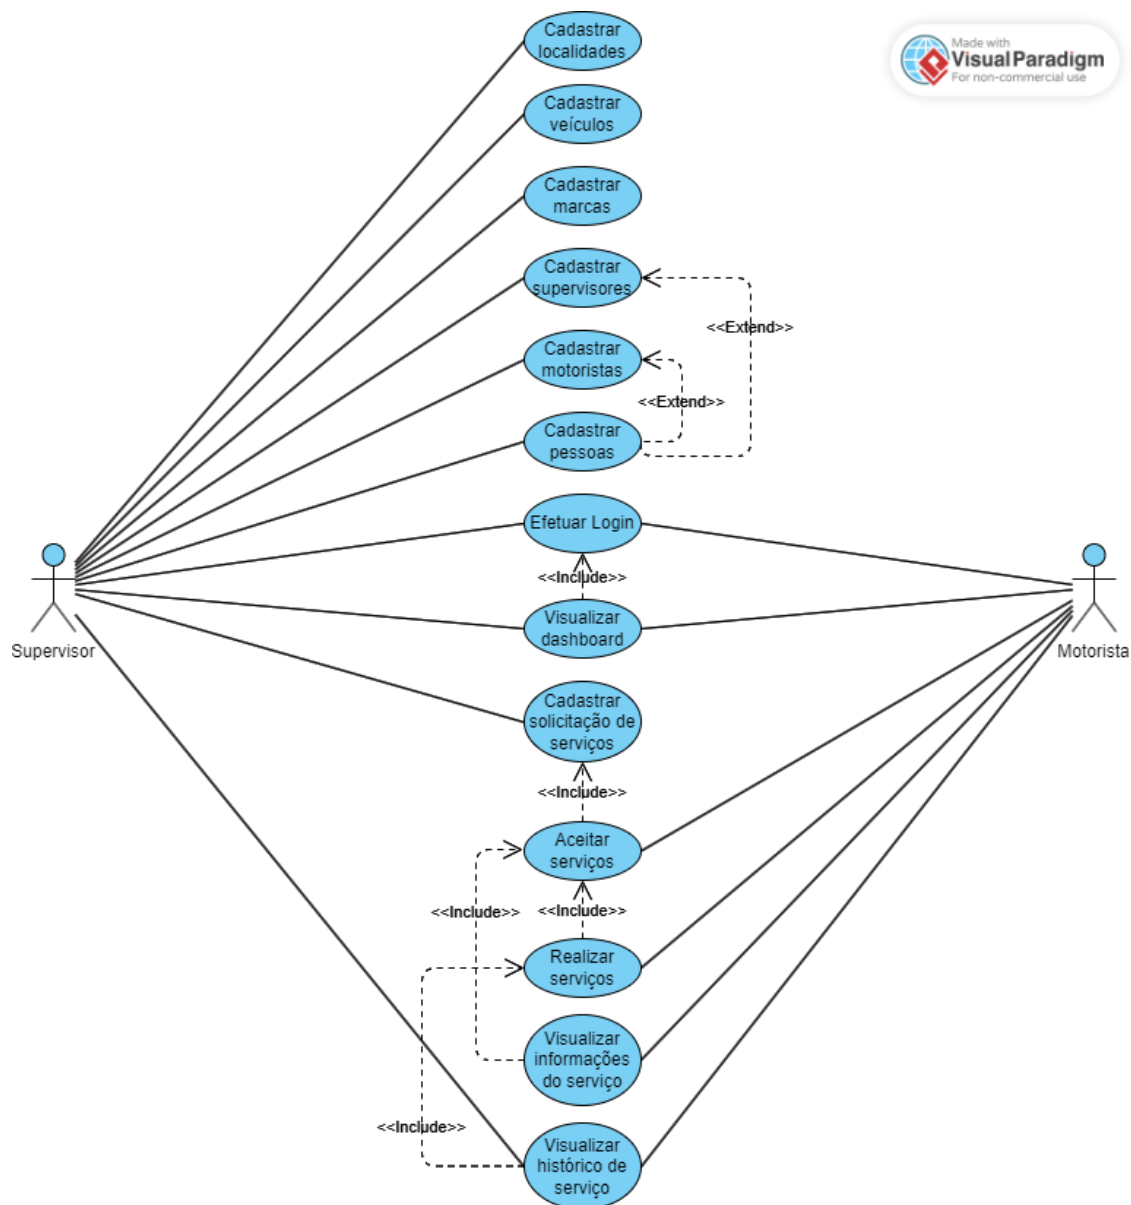 Cadastrar
localidades
Made with
Visual Paradigm
For non-commercial use
Cadastrar
veículos
Cadastrar
marcas
Cadastrar
supervisores
<<Extend>>
Cadastrar
motoristas
<<Extend>>
Cadastrar
pessoas
Efetuar Login
<<Include>>
Visualizar
dashboard
Supervisor
Motorista
Cadastrar
solicitação de
serviços
<<Include>>
Aceitar
serviços
<<Include>>
<<Include>>
Realizar
serviços
Visualizar
informações
do serviço
<<Include>>
Visualizar
histórico de
serviço